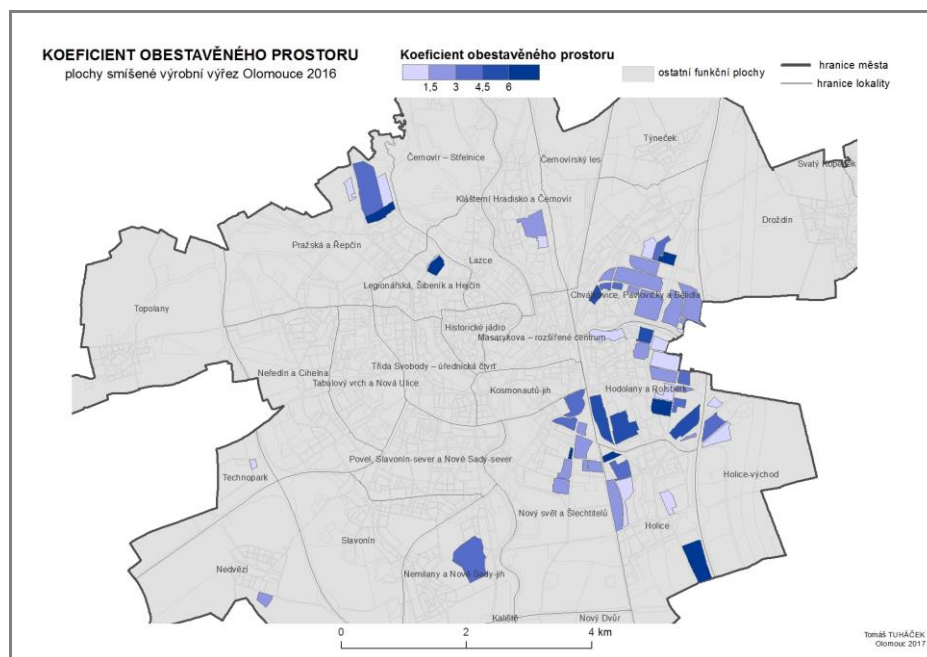 KOEFICIENT OBESTAVĚNÉHO PROSTORU
plochy smíšené výrobní výřez Olomouce 2016
Koeficient obestavěného prostoru
1,5 3 4,5 6
ostatní funkční plochy
hranice města
hranice lokality
Týneček
Černovír – Střelnice
Černovírský les
Svatý Kopeček
Klášterní Hradisko a Černovír
Droždín
Pražská a Řepčín
Lazce
Legionářská, Šibeník a Hejčín
Chválkovice, Pavlovičky a Bělidla
Topolany
Historické jádro
Masarykova – rozšířené centrum
Třída Svobody – úřednická čtvrť
Neředín a Cihelna
Tabulový vrch a Nová Ulice
Kosmonautů-jih
Hodolany a
Povel, Slavonín-sever a Nové Sady-sever
Technopark
Holice-východ
Nový svět a Šlechtitelů
Holice
Slavonín
Nedvězí
Nemilany a Nové Sady-jih
Kaliště
Nový Dvůr
0 2 4 km
Tomáš TUHÁČEK
Olomouc 2017